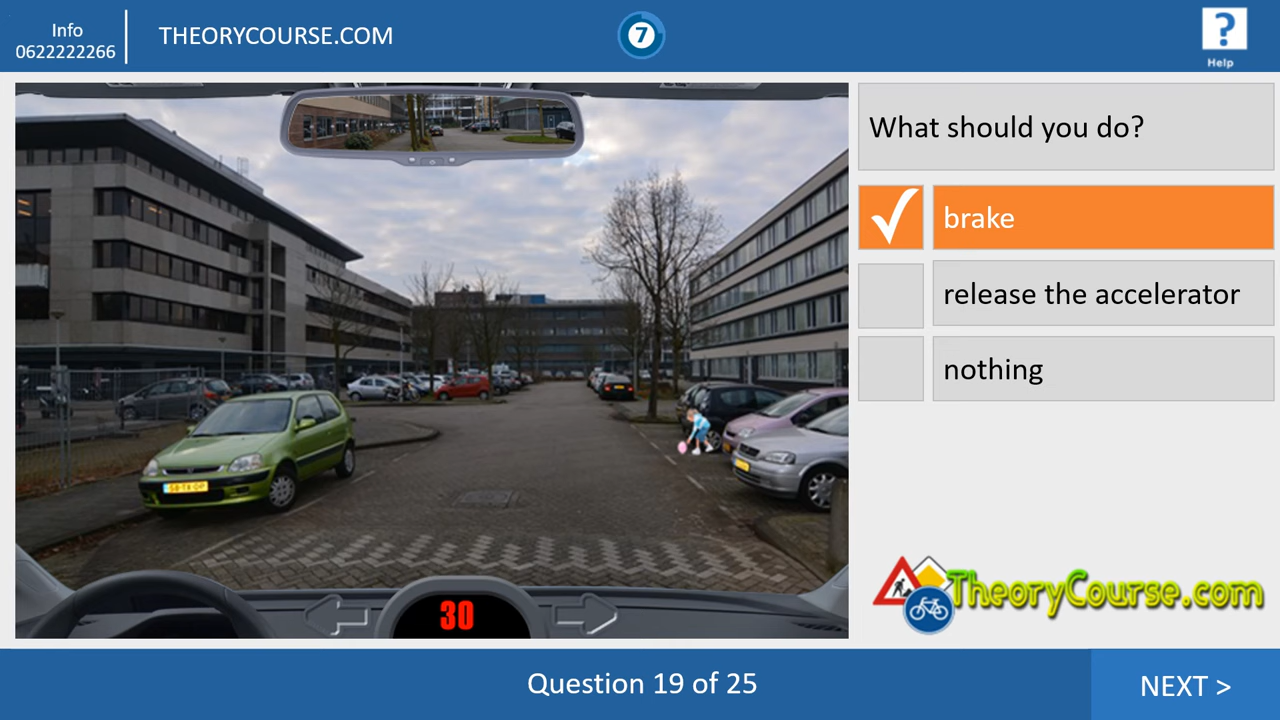 Info
0622222266
THEORYCOURSE.COM
7
?
Help
What should you do?
brake
release the accelerator
nothing
30
TheoryCourse.com
Question 19 of 25
NEXT >